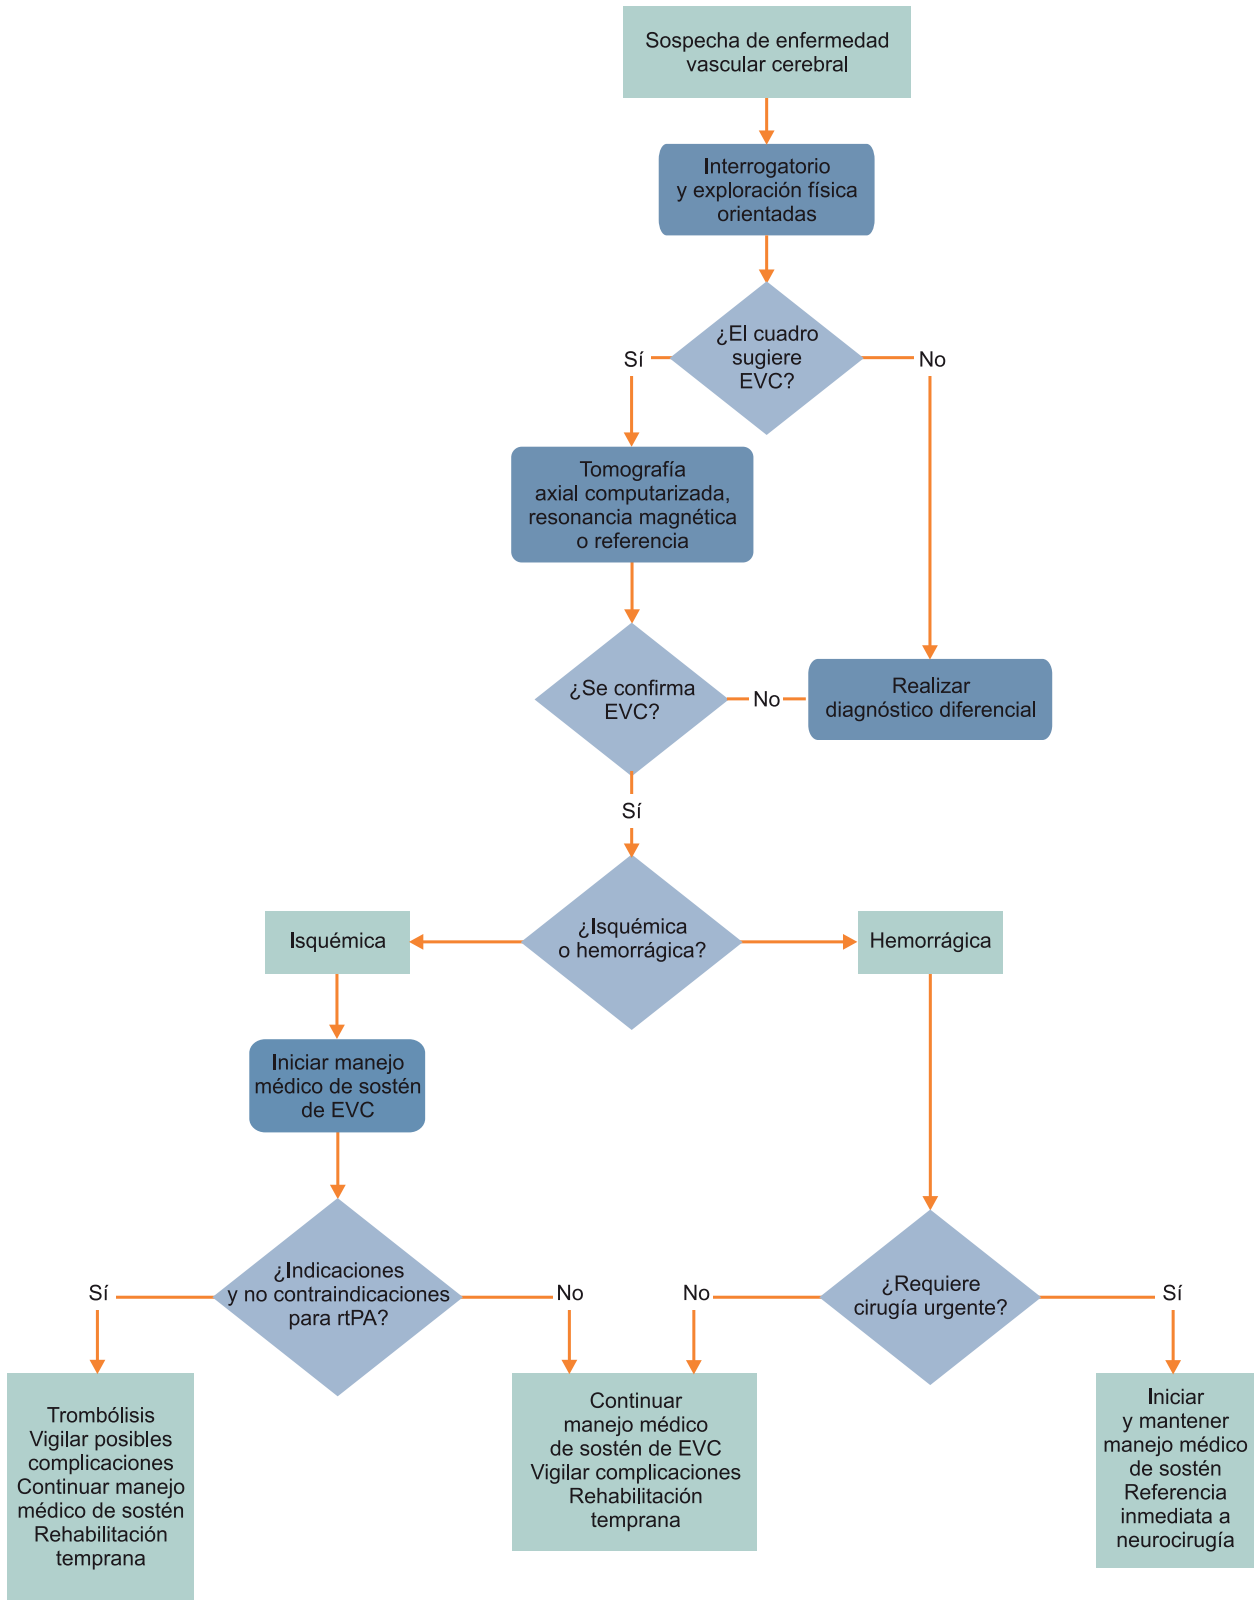 Sospecha de enfermedad
vascular cerebral
Interrogatorio
y exploración física
orientadas
¿El cuadro
sugiere
EVC?
Sí
No
Tomografía
axial computarizada,
resonancia magnética
o referencia
¿Se confirma
EVC?
No
Realizar
diagnóstico diferencial
Sí
¿Isquémica
o hemorrágica?
Isquémica
Hemorrágica
Iniciar manejo
médico de sostén
de EVC
¿Indicaciones
y no contraindicaciones
para rtPA?
Sí
No
¿Requiere
cirugía urgente?
No
Sí
Trombólisis
Vigilar posibles
complicaciones
Continuar manejo
médico de sostén
Rehabilitación
temprana
Continuar
manejo médico
de sostén de EVC
Vigilar complicaciones
Rehabilitación
temprana
Iniciar
y mantener
manejo médico
de sostén
Referencia
inmediata a
neurocirugía